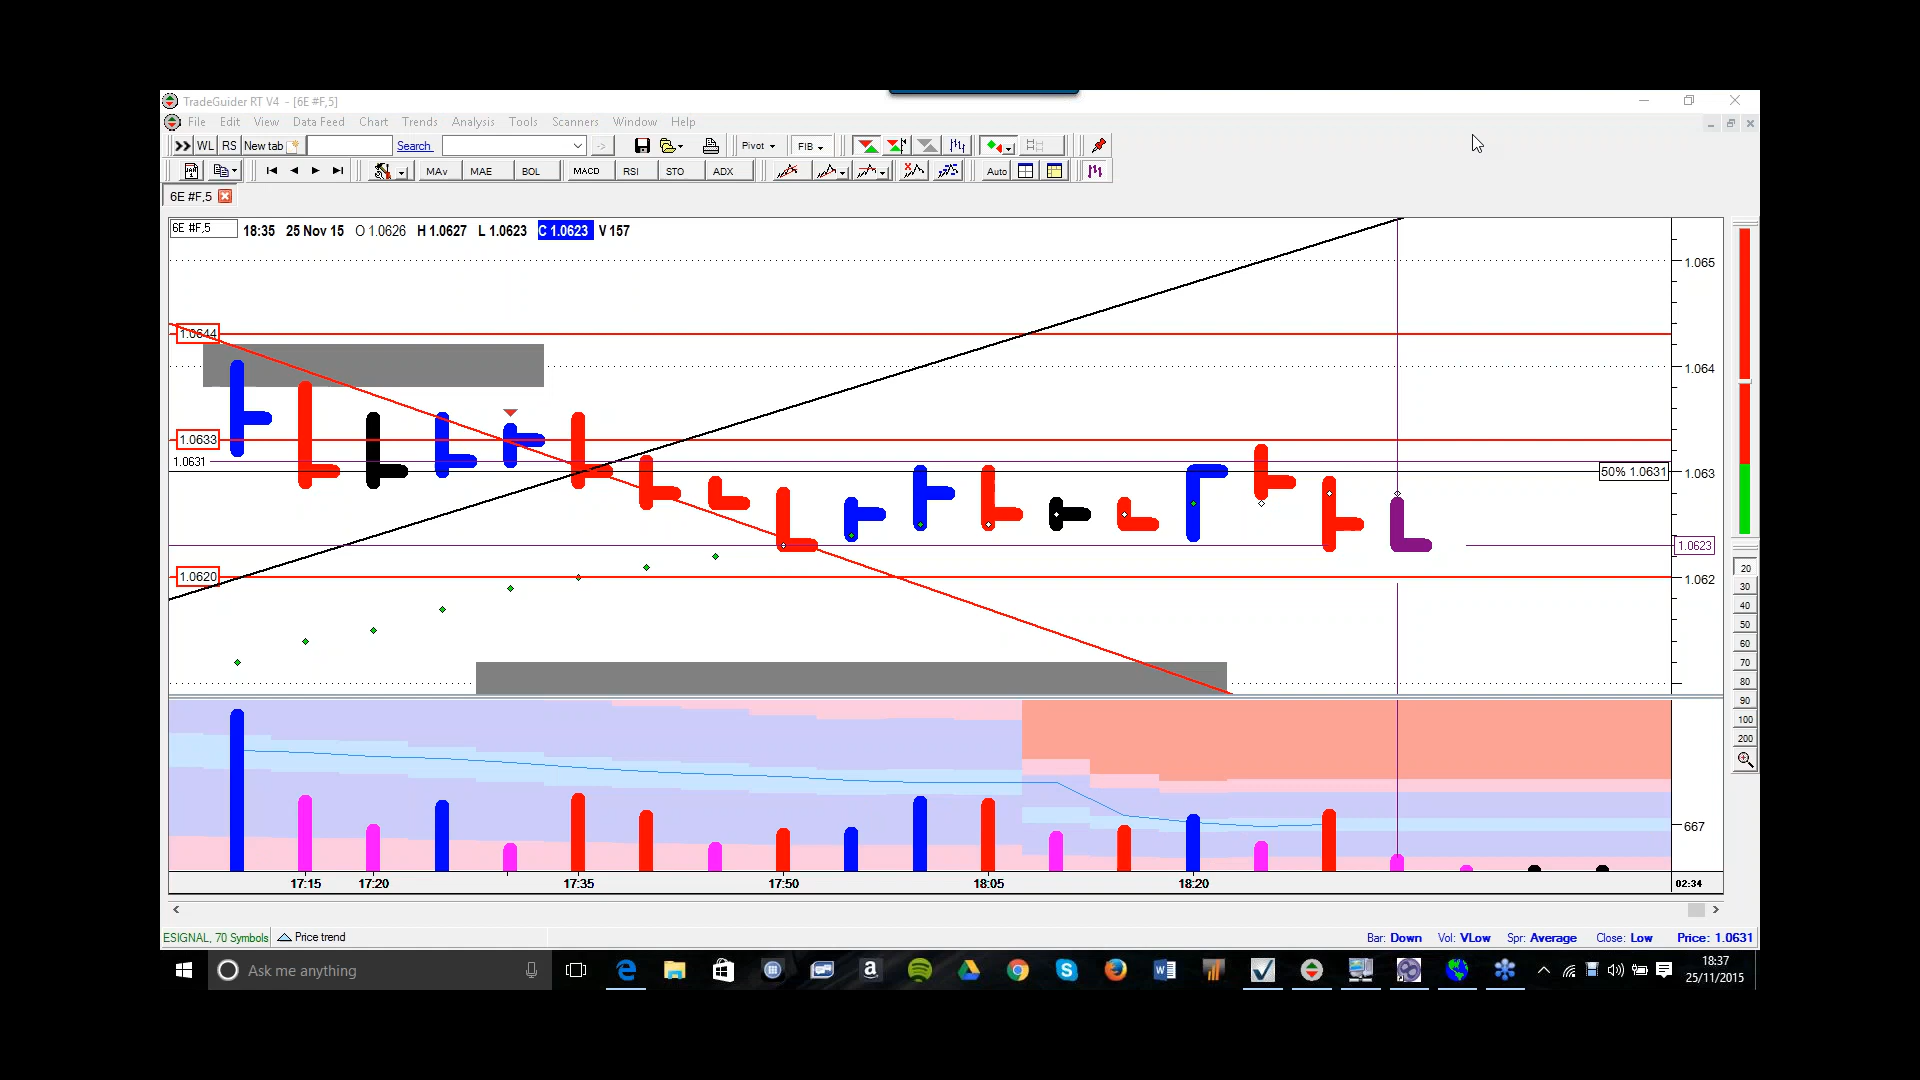 TradeGuider RT V4 - [6E #F,5]
File Edit View Data Feed Chart Trends Analysis Tools Scanners Window Help
WL RS New tab Search Pivot FIB
MAv MAE BOL MACD RSI STO ADX Auto
6E #F,5
6E #F,5 18:35 25 Nov 15 O 1.0626 H 1.0627 L 1.0623 C 1.0623 V 157
1.065
1.0644
1.064
1.0633
1.0631
50% 1.0631
1.063
1.0623
1.0620
1.062
20
30
40
50
60
70
80
90
100
200
667
17:15 17:20 17:35 17:50 18:05 18:20 02:34
ESIGNAL, 70 Symbols Price trend Bar: Down Vol: VLow Spr: Average Close: Low Price: 1.0631
Ask me anything
18:37
25/11/2015